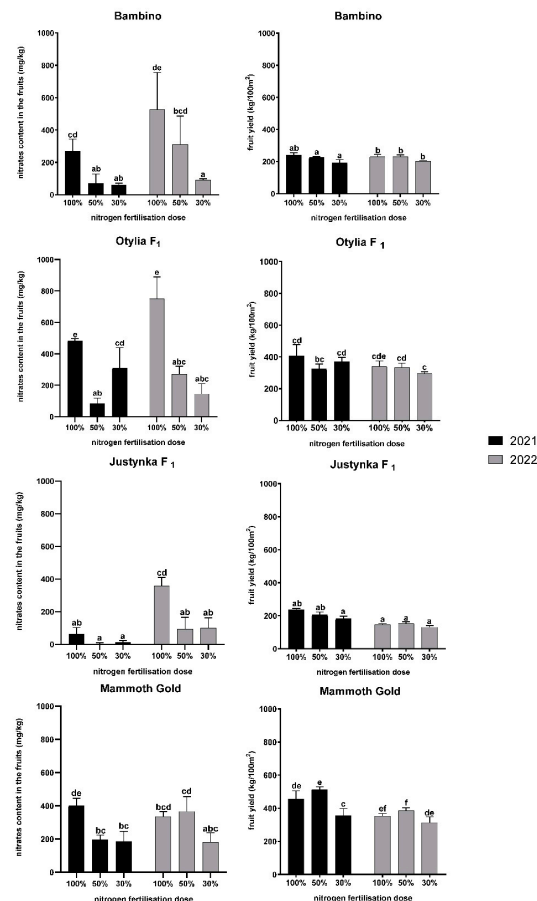 Bambino
nitrates content in the fruits (mg/kg)
1000
800
600
400
200
0
cd
ab
ab
de
bcd
a
100% 50% 30% 100% 50% 30%
nitrogen fertilisation dose
Bambino
fruit yield (kg/100m²)
1000
800
600
400
200
0
ab
a
a
b
b
b
100% 50% 30% 100% 50% 30%
nitrogen fertilisation dose
Otylia F1
nitrates content in the fruits (mg/kg)
1000
800
600
400
200
0
e
ab
cd
e
abc
abc
100% 50% 30% 100% 50% 30%
nitrogen fertilisation dose
Otylia F 1
fruit yield (kg/100m²)
1000
800
600
400
200
0
cd
bc
cd
cde
cd
c
100% 50% 30% 100% 50% 30%
nitrogen fertilisation dose
2021
2022
Justynka F 1
nitrates content in the fruits (mg/kg)
1000
800
600
400
200
0
ab
a
a
cd
ab
ab
100% 50% 30% 100% 50% 30%
nitrogen fertilisation dose
Justynka F 1
fruit yield (kg/100m²)
1000
800
600
400
200
0
ab
ab
a
a
a
a
100% 50% 30% 100% 50% 30%
nitrogen fertilisation dose
Mammoth Gold
nitrates content in the fruits (mg/kg)
1000
800
600
400
200
0
de
bc
bc
bcd
cd
abc
100% 50% 30% 100% 50% 30%
nitrogen fertilisation dose
Mammoth Gold
fruit yield (kg/100m²)
1000
800
600
400
200
0
de
e
c
ef
f
de
100% 50% 30% 100% 50% 30%
nitrogen fertilisation dose